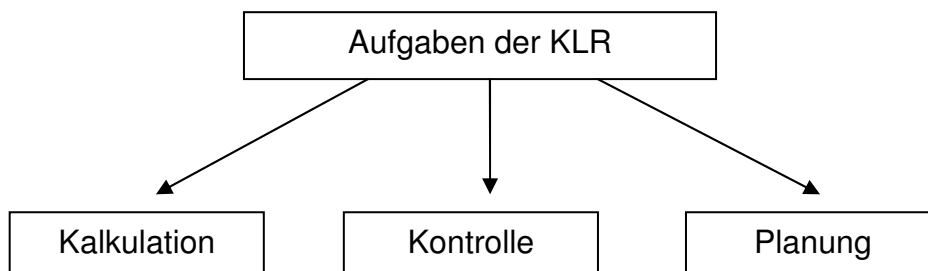 Aufgaben der KLR
Kalkulation
Kontrolle
Planung